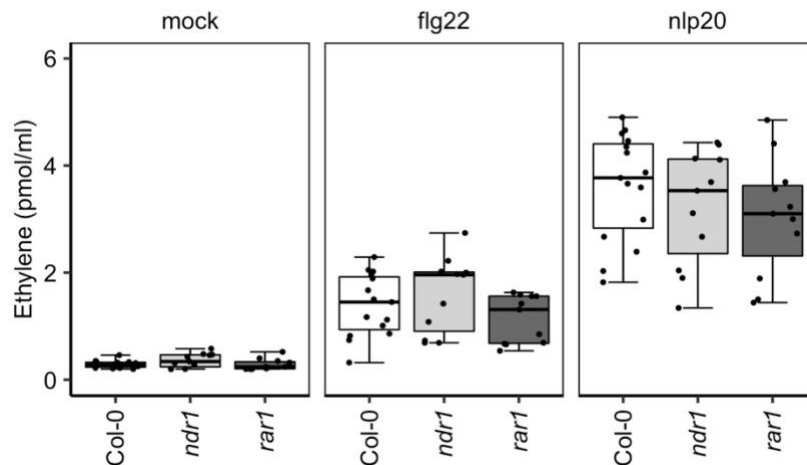 mock
flg22
nlp20
Ethylene (pmol/ml)
6
4
2
0
Col-0
ndr1
rar1
Col-0
ndr1
rar1
Col-0
ndr1
rar1